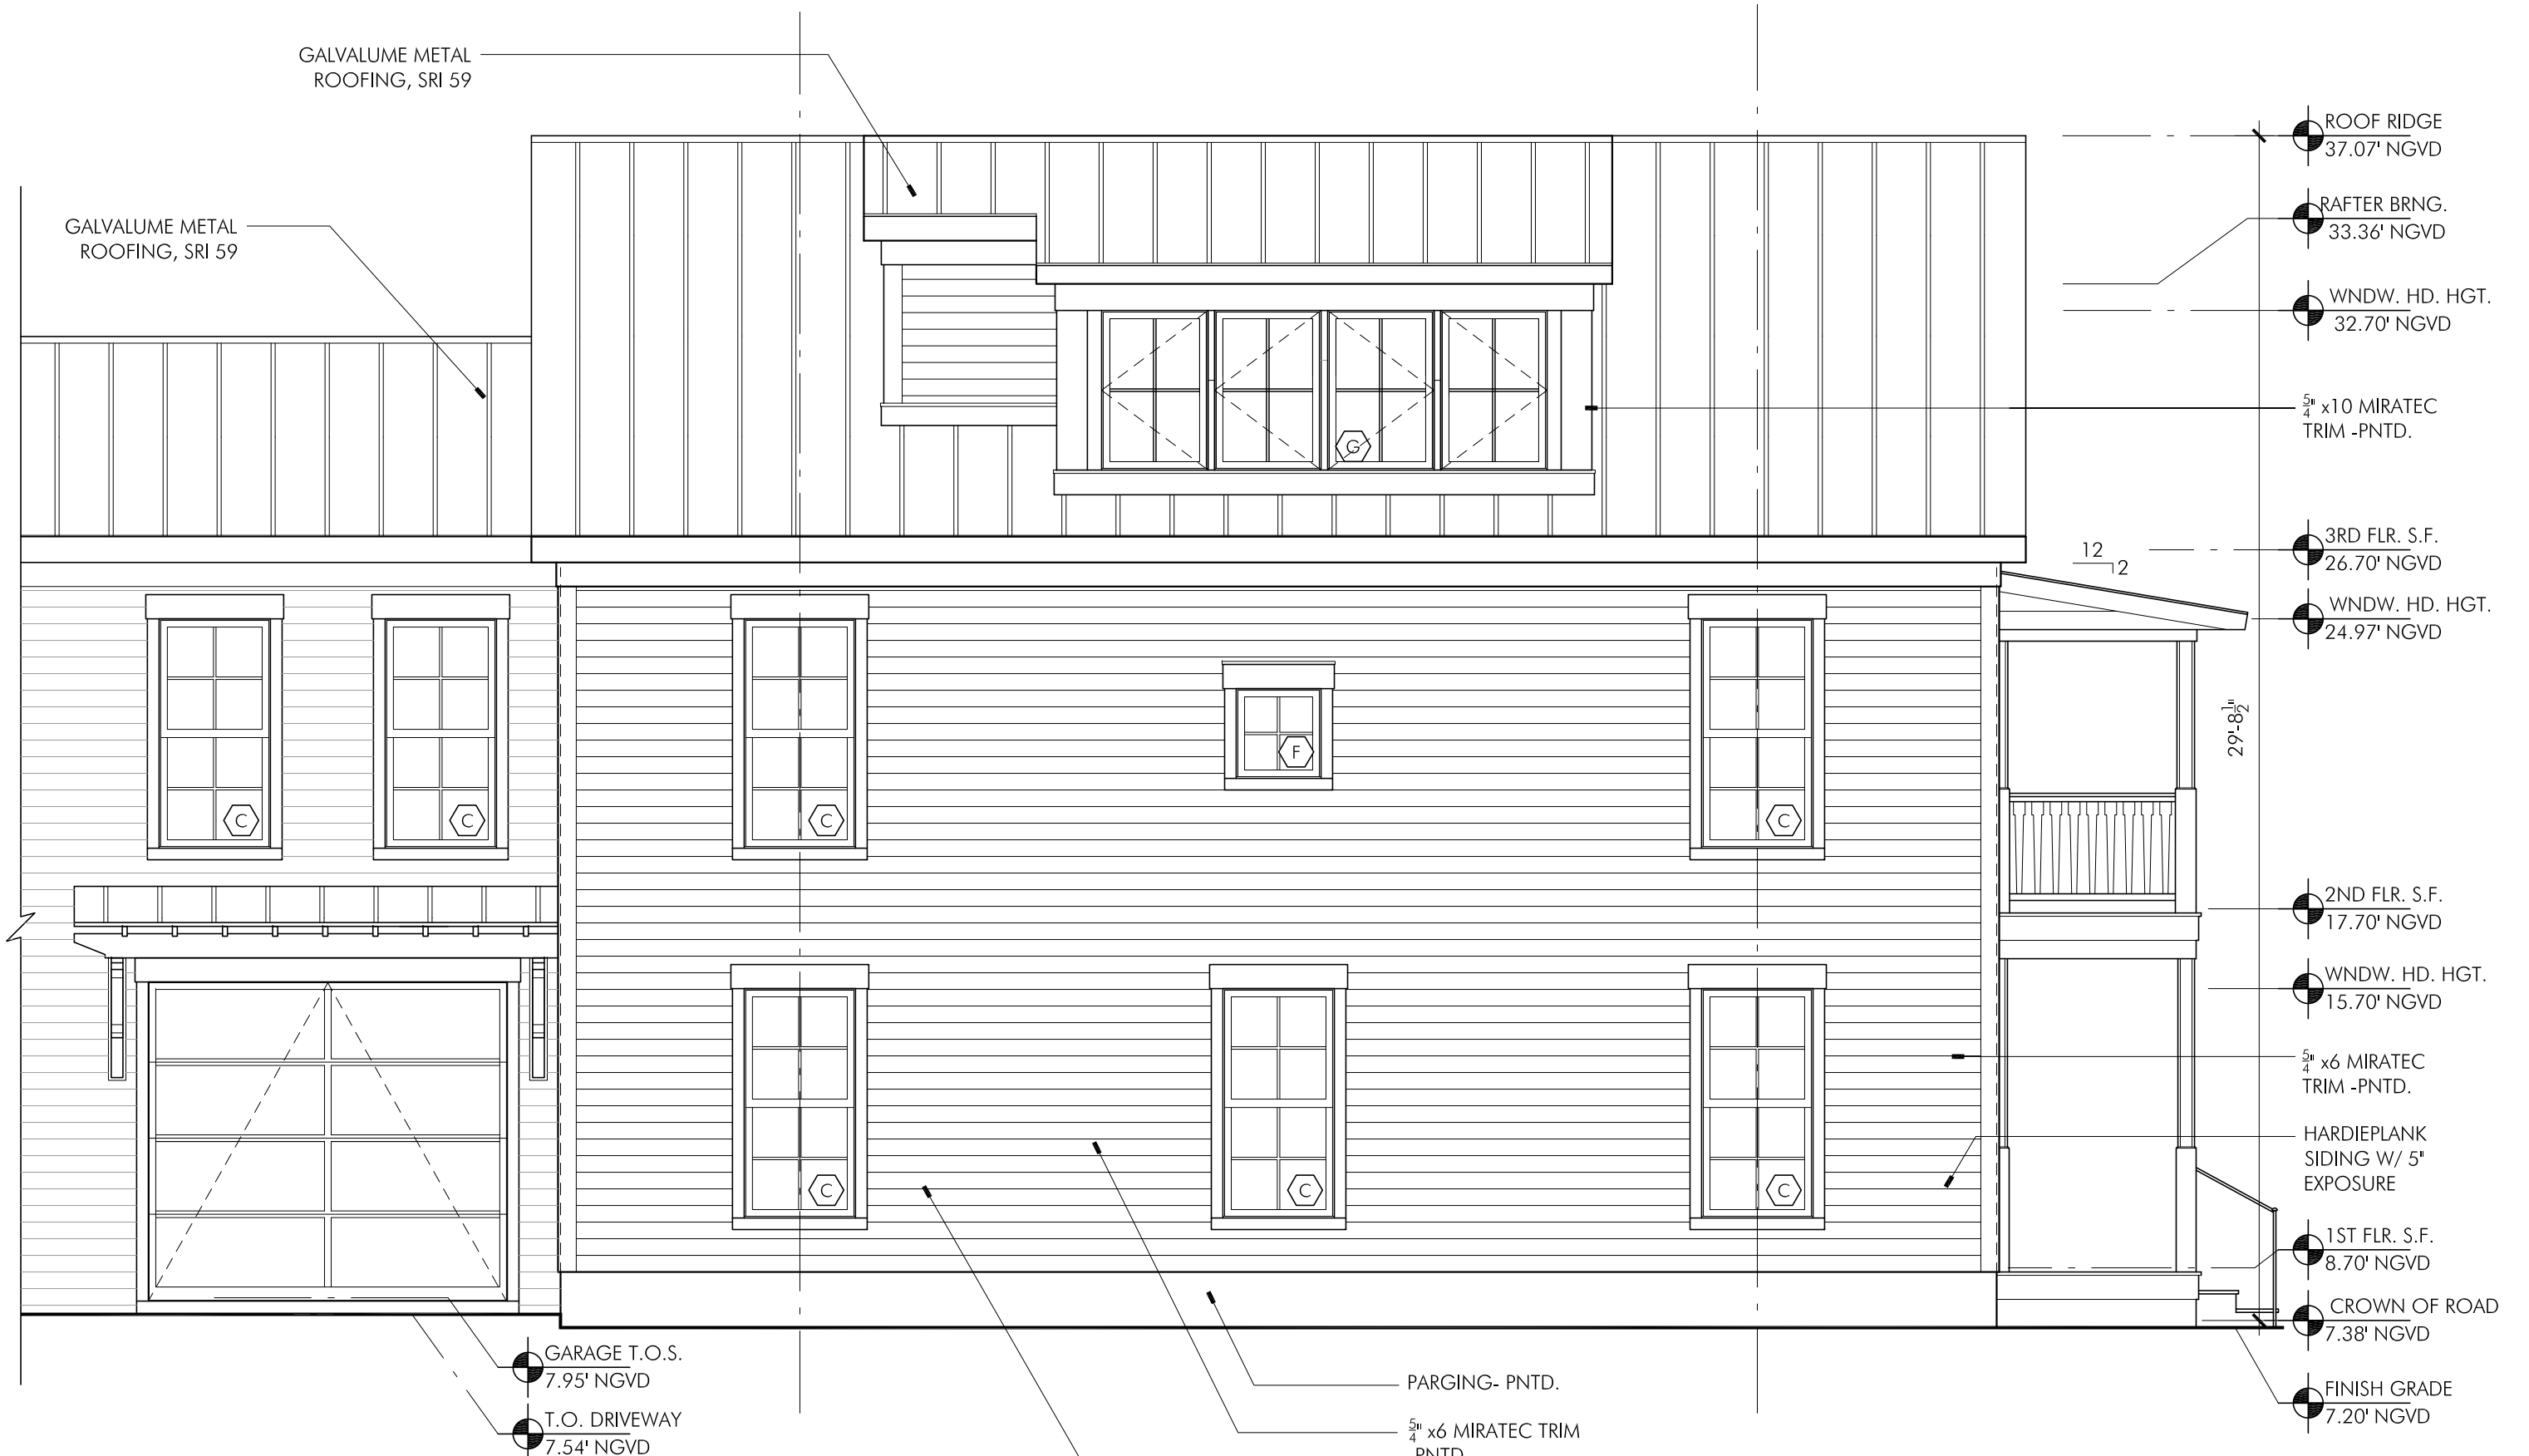 GALVALUME METAL
ROOFING, SRI 59
GALVALUME METAL
ROOFING, SRI 59
ROOF RIDGE
37.07' NGVD
RAFTER BRNG.
33.36' NGVD
WNDW. HD. HGT.
32.70' NGVD
5/4" x10 MIRATEC
TRIM -PNTD.
G
3RD FLR. S.F.
26.70' NGVD
12
2
WNDW. HD. HGT.
24.97' NGVD
29'-8 1/2"
F
C
C
C
C
2ND FLR. S.F.
17.70' NGVD
WNDW. HD. HGT.
15.70' NGVD
5/4" x6 MIRATEC
TRIM -PNTD.
HARDIEPLANK
SIDING W/ 5"
EXPOSURE
C
C
C
1ST FLR. S.F.
8.70' NGVD
CROWN OF ROAD
7.38' NGVD
FINISH GRADE
7.20' NGVD
GARAGE T.O.S.
7.95' NGVD
T.O. DRIVEWAY
7.54' NGVD
PARGING- PNTD.
5/4" x6 MIRATEC TRIM
PNTD